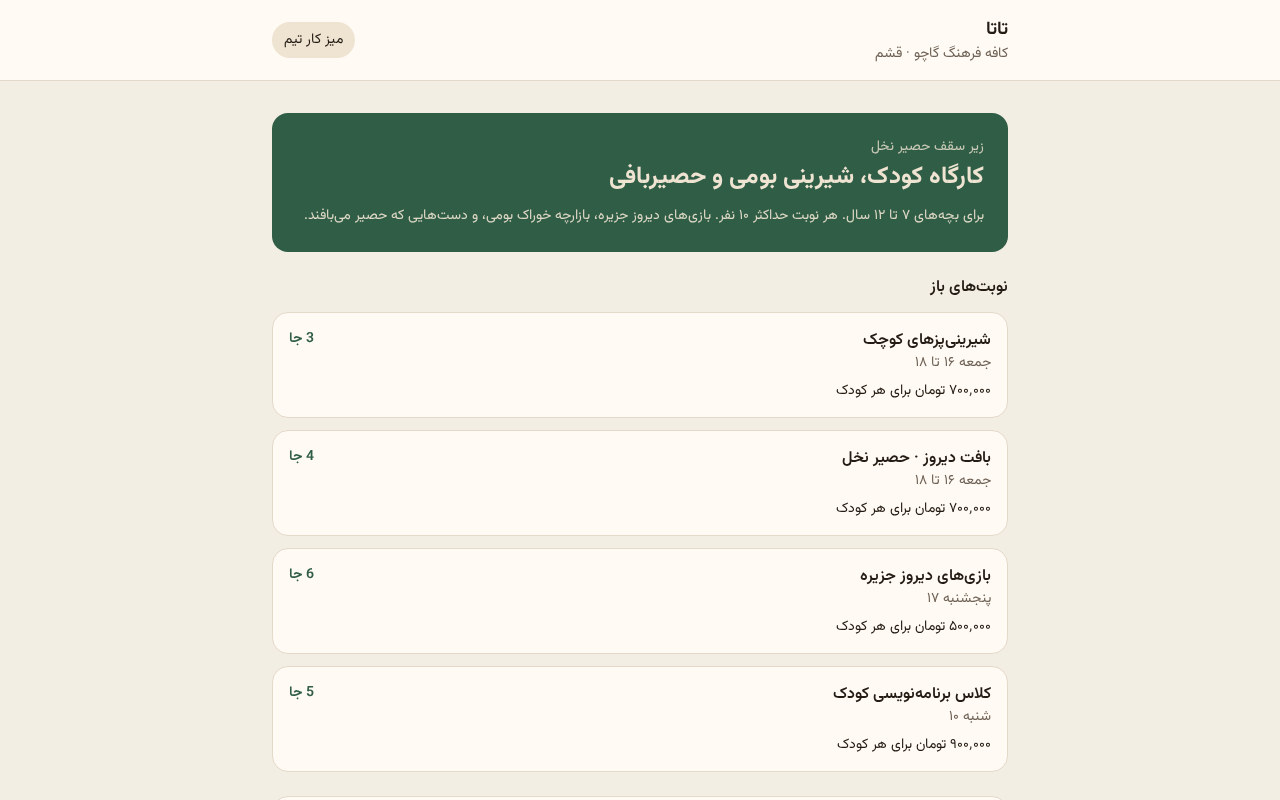 تاتا
کافه فرهنگ گاچو · قشم
میز کار تیم
زیر سقف حصیر نخل
کارگاه کودک، شیرینی بومی و حصیربافی
برای بچه‌های ۷ تا ۱۲ سال. هر نوبت حداکثر ۱۰ نفر. بازی‌های دیروز جزیره، بازارچه خوراک بومی، و دست‌هایی که حصیر می‌بافند.
نوبت‌های باز
شیرینی‌پزهای کوچک
3 جا
جمعه ۱۶ تا ۱۸
۷۰۰,۰۰۰ تومان برای هر کودک
بافت دیروز · حصیر نخل
4 جا
جمعه ۱۶ تا ۱۸
۷۰۰,۰۰۰ تومان برای هر کودک
بازی‌های دیروز جزیره
6 جا
پنجشنبه ۱۷
۵۰۰,۰۰۰ تومان برای هر کودک
کلاس برنامه‌نویسی کودک
5 جا
شنبه ۱۰
۹۰۰,۰۰۰ تومان برای هر کودک